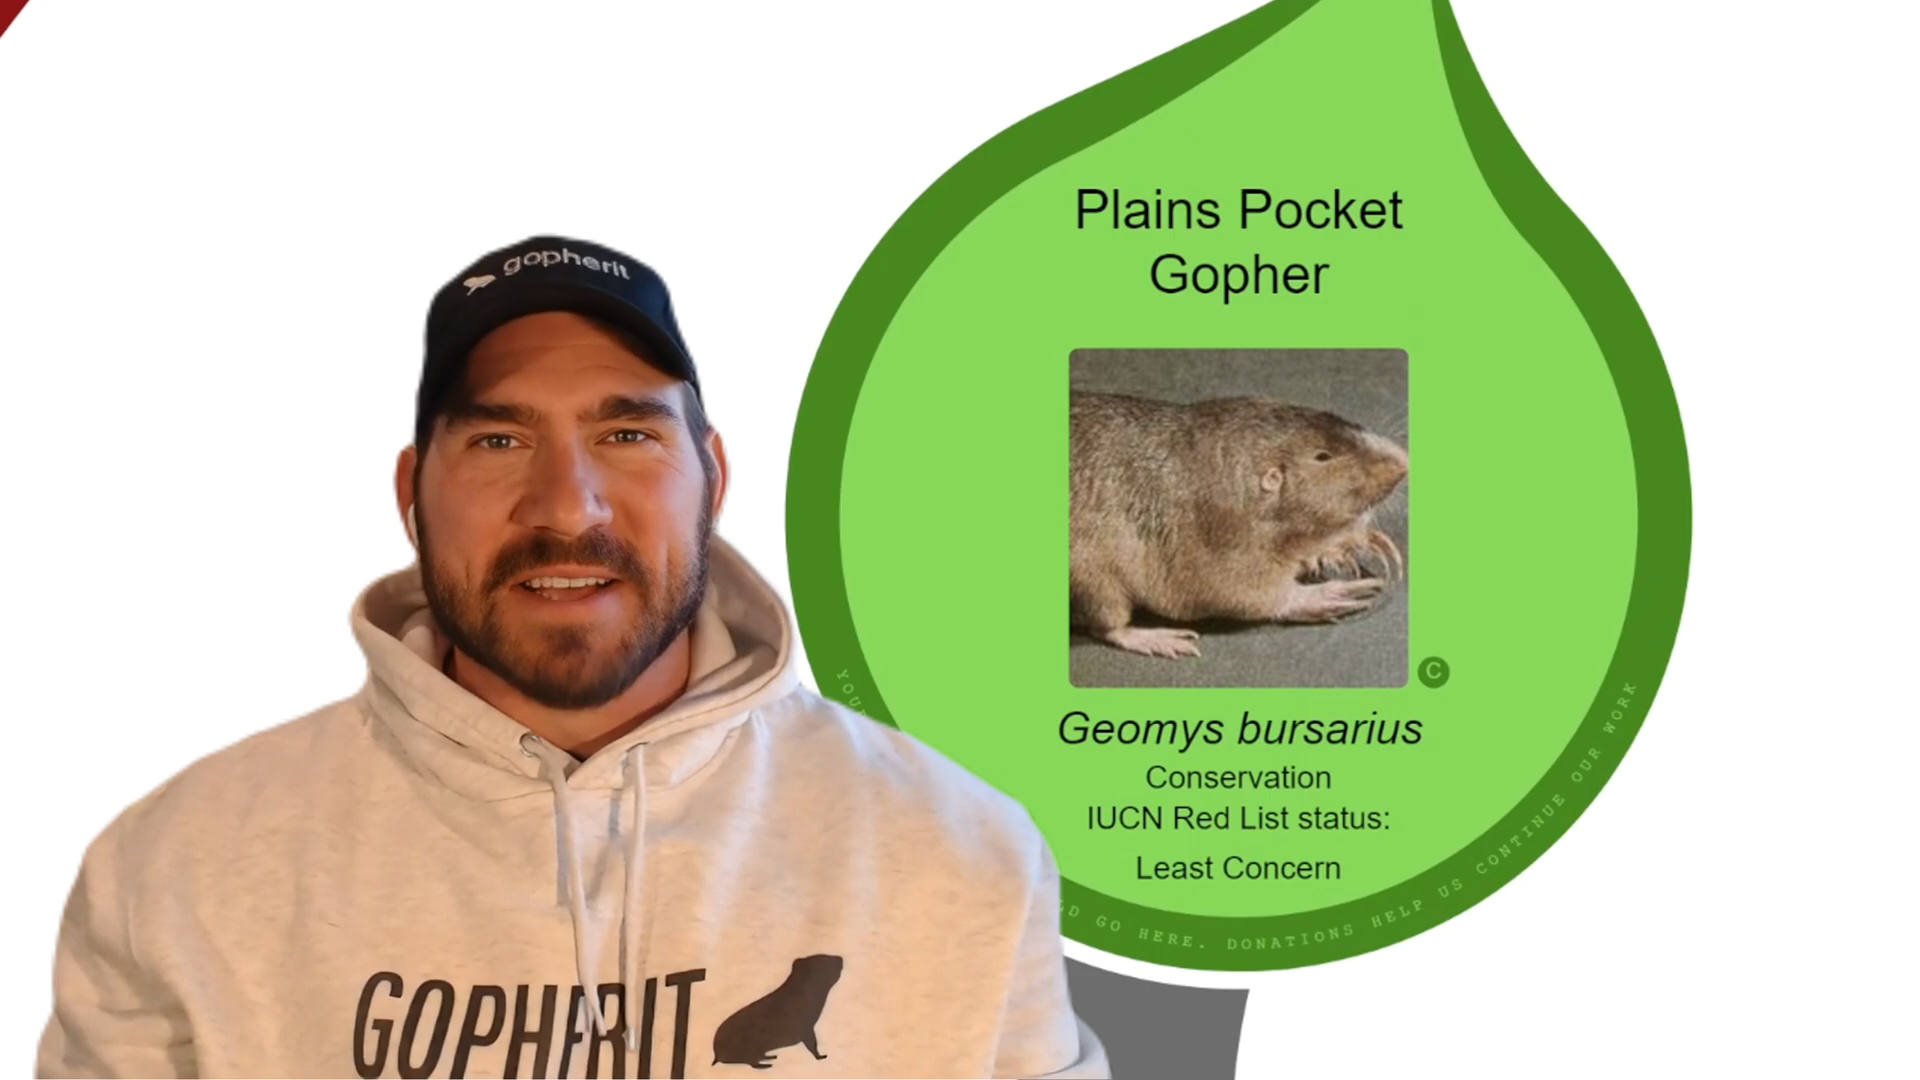 gopherit
Plains Pocket
Gopher
C
Geomys bursarius
Conservation
IUCN Red List status:
Least Concern
GO HERE. DONATIONS HELP US CONTINUE OUR WORK
GOPHERIT